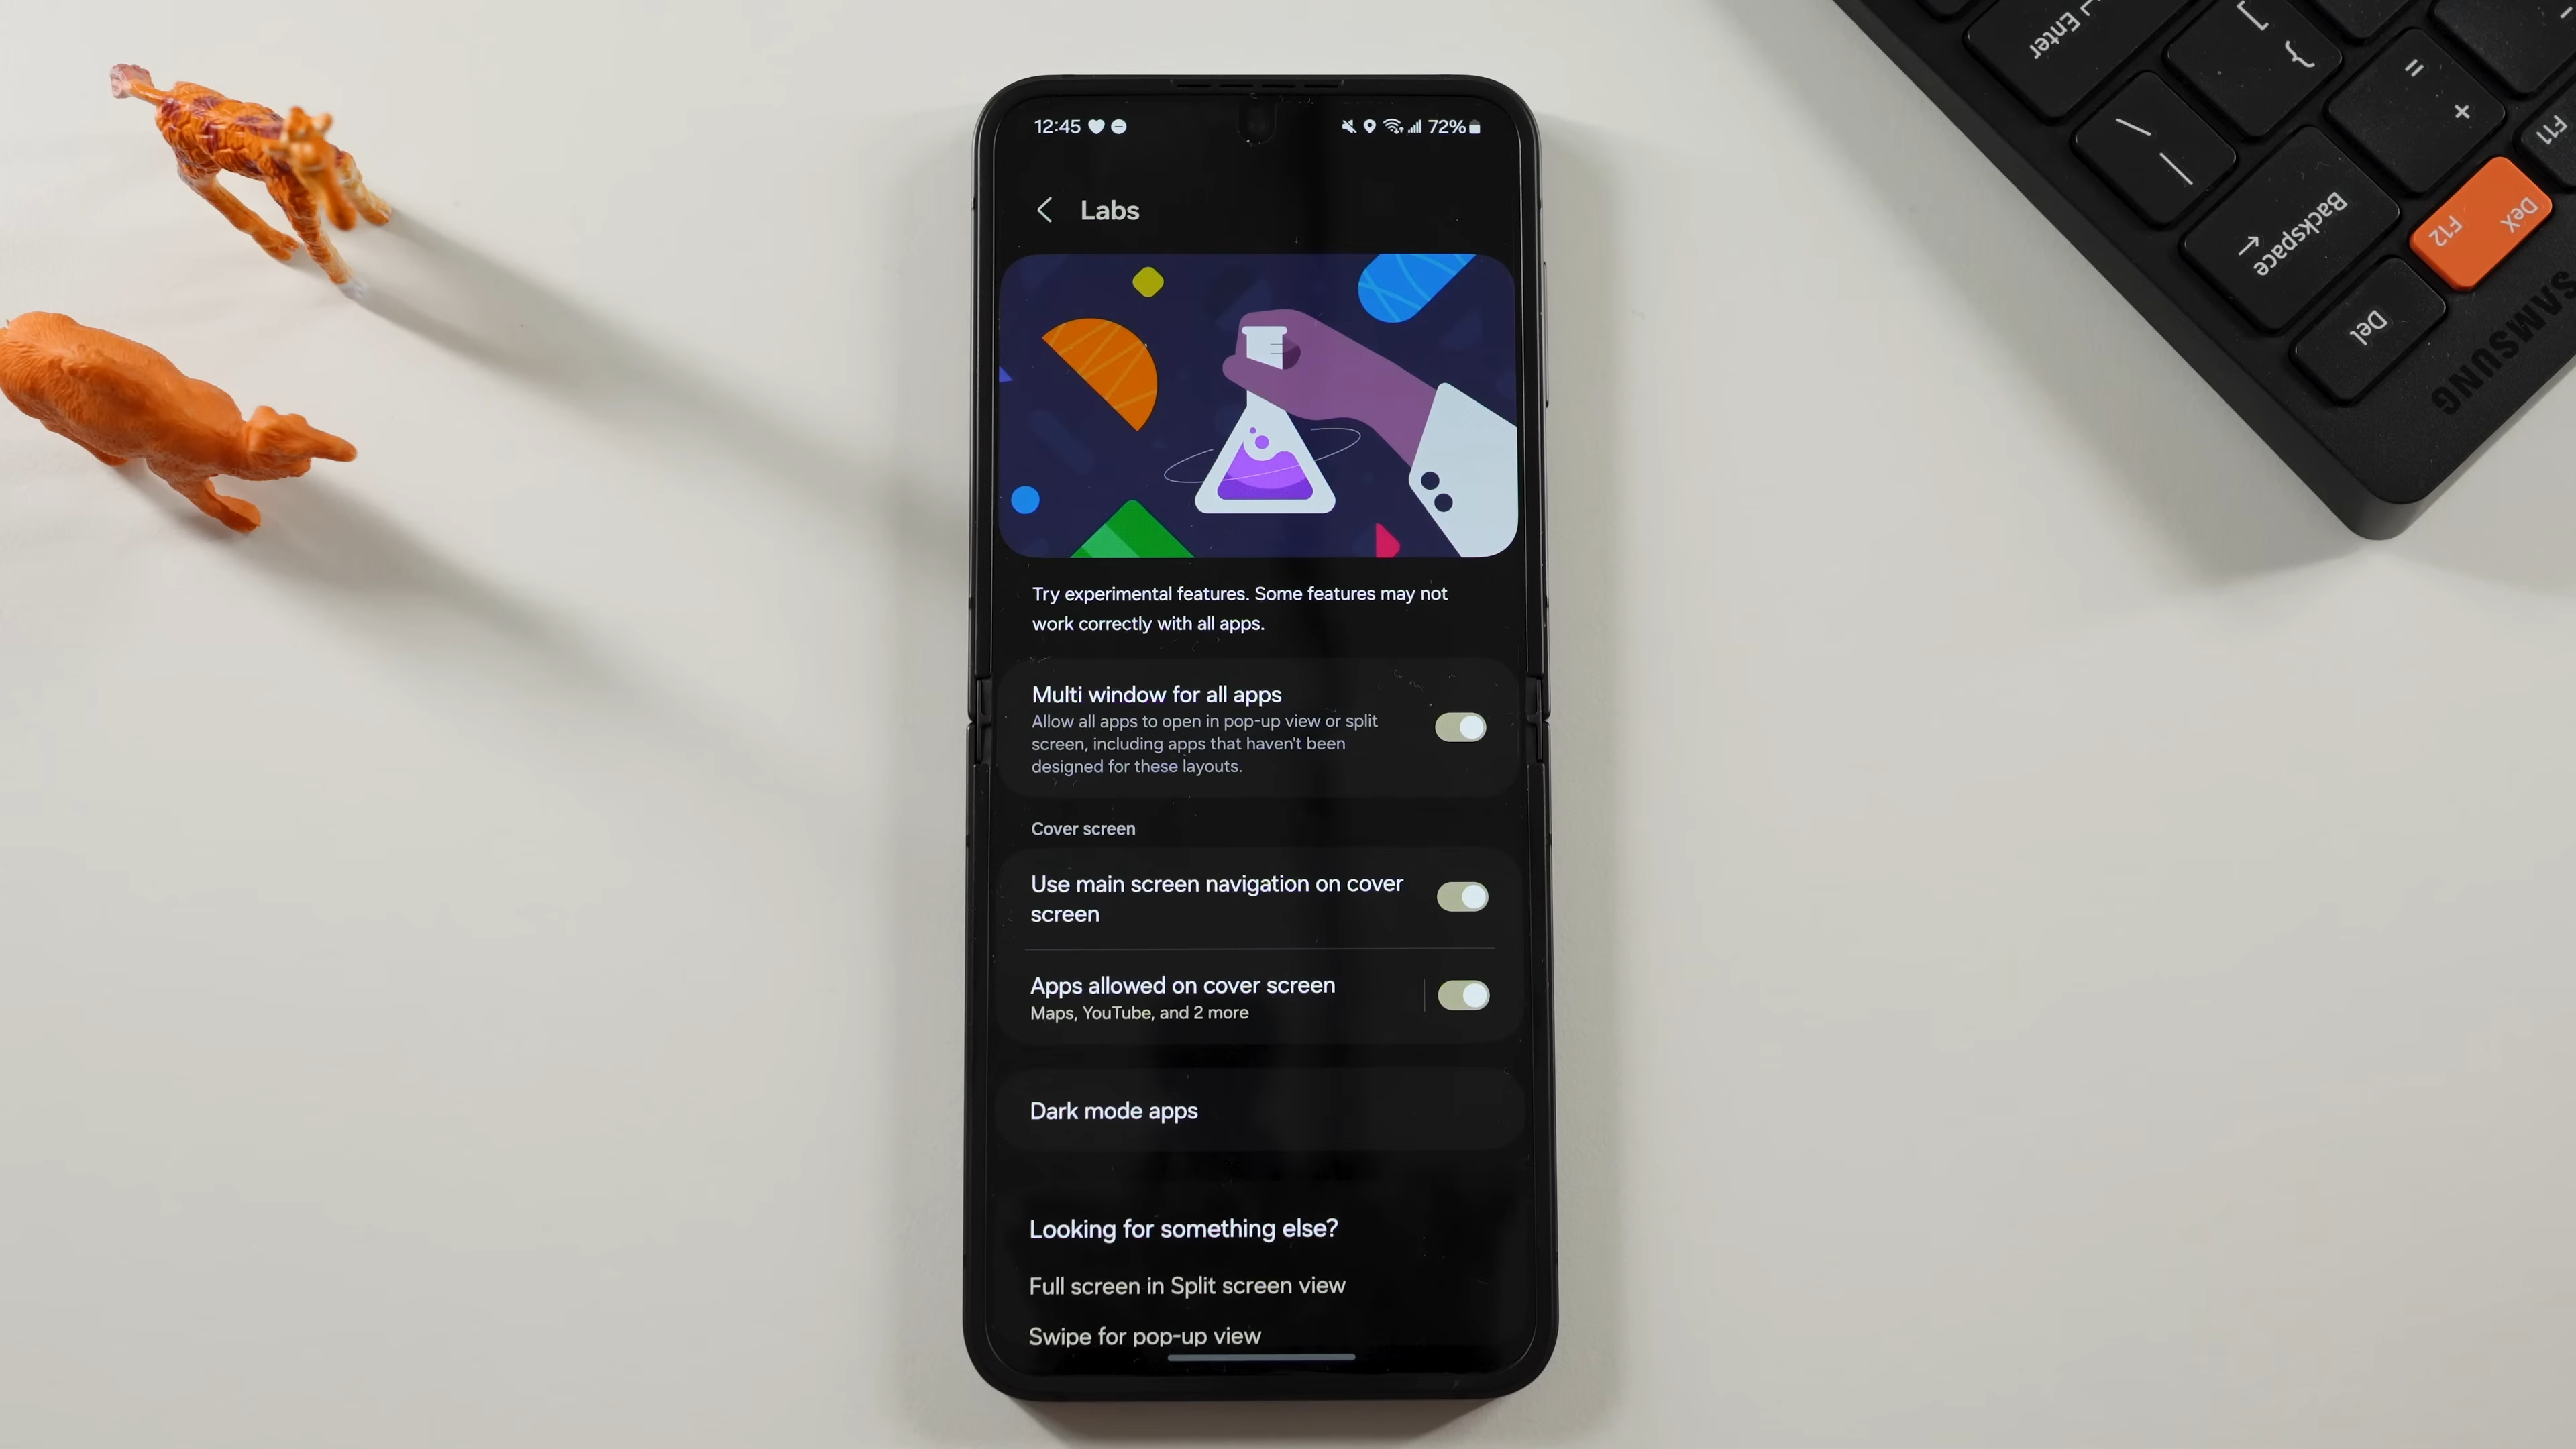 12:45
72%
Labs
Try experimental features. Some features may not
work correctly with all apps.
Multi window for all apps
Allow all apps to open in pop-up view or split
screen, including apps that haven't been
designed for these layouts.
Cover screen
Use main screen navigation on cover
screen
Apps allowed on cover screen
Maps, YouTube, and 2 more
Dark mode apps
Looking for something else?
Full screen in Split screen view
Swipe for pop-up view
Enter
]
}
=
+
\
|
F11
Backspace
DeX
F12
Del
SAMSUNG